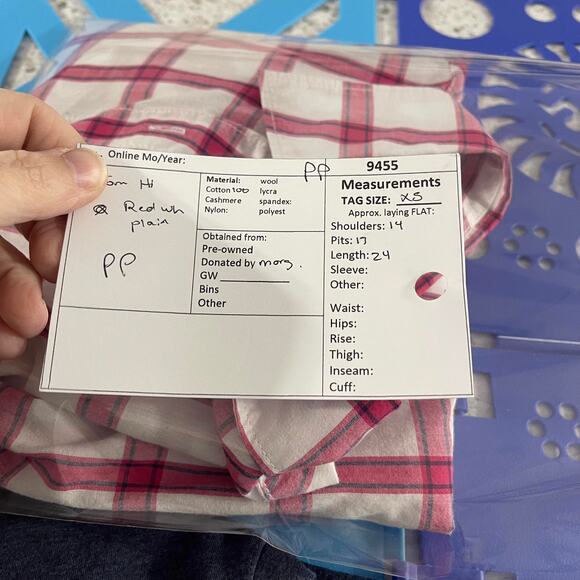 Online Mo/Year:
PP
9455
om Hi
Red wh
plain
PP
Material: wool
Cotton 100 lycra
Cashmere spandex:
Nylon: polyest
Obtained from:
Pre-owned
Donated by morg.
GW
Bins
Other
Measurements
TAG SIZE: XS
Approx. laying FLAT:
Shoulders: 14
Pits: 17
Length: 24
Sleeve:
Other:
Waist:
Hips:
Rise:
Thigh:
Inseam:
Cuff: